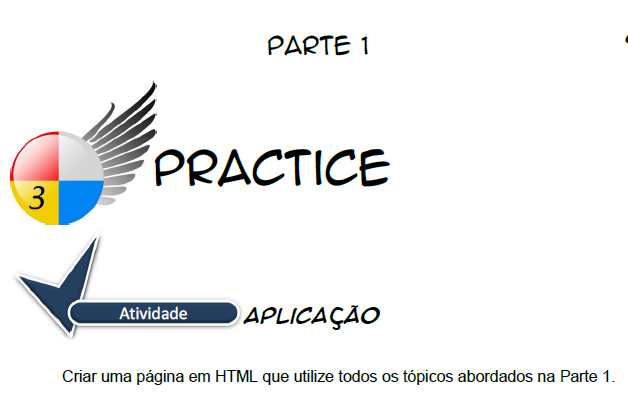 PARTE 1
PRACTICE
3
Atividade APLICAÇÃO
Criar uma página em HTML que utilize todos os tópicos abordados na Parte 1.